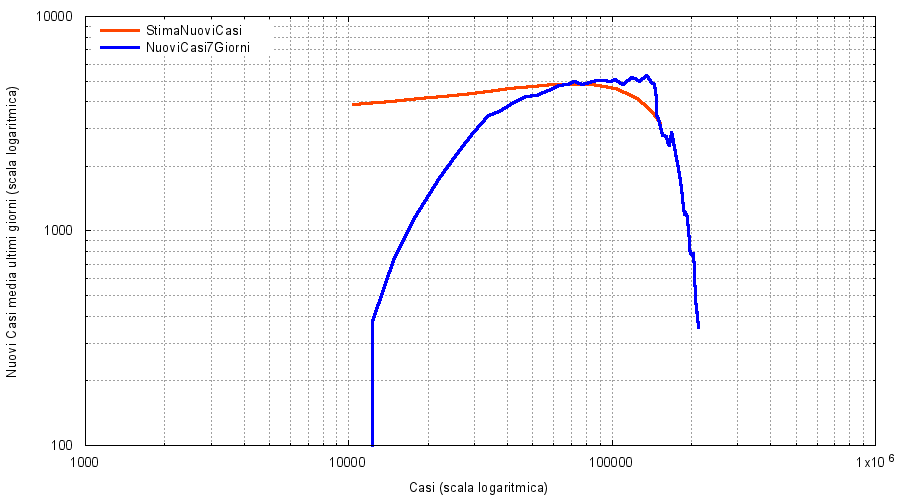 10000
StimaNuoviCasi
NuoviCasi7Giorni
Nuovi Casi media ultimi giorni (scala logaritmica)
1000
100
1000
10000
100000
1x10 6
Casi (scala logaritmica)